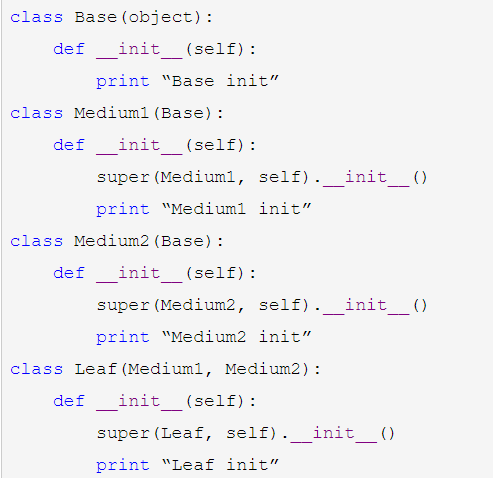 class Base(object):
    def __init__(self):
        print “Base init”
class Medium1(Base):
    def __init__(self):
        super(Medium1, self).__init__()
        print “Medium1 init”
class Medium2(Base):
    def __init__(self):
        super(Medium2, self).__init__()
        print “Medium2 init”
class Leaf(Medium1, Medium2):
    def __init__(self):
        super(Leaf, self).__init__()
        print “Leaf init”